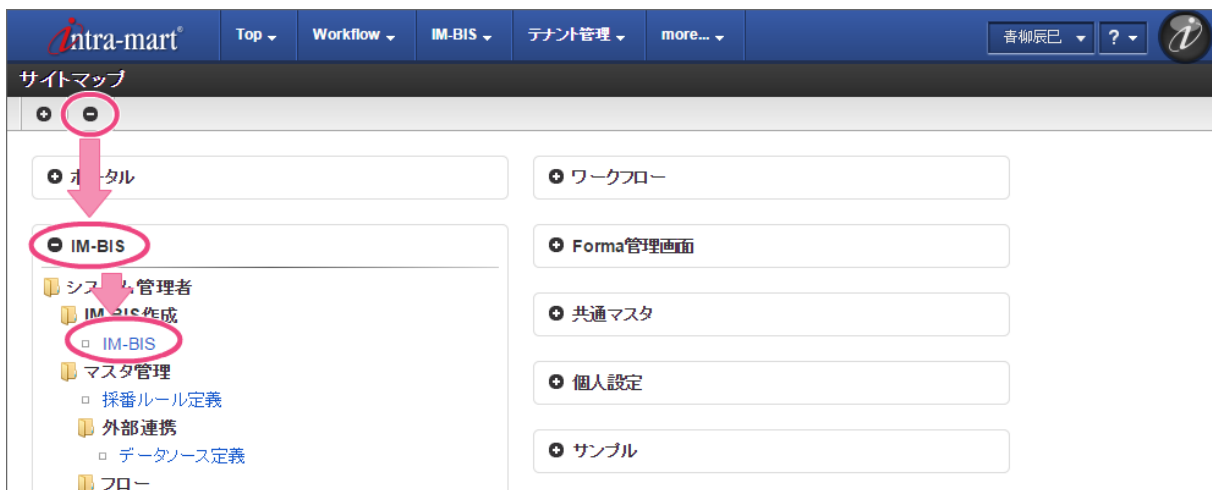 intra-mart®
Top
Workflow
IM-BIS
テナント管理
more...
青柳辰巳
?
サイトマップ
ポータル
ワークフロー
IM-BIS
Forma管理画面
システム管理者
IM-BIS作成
IM-BIS
マスタ管理
採番ルール定義
外部連携
データソース定義
フロー
共通マスタ
個人設定
サンプル